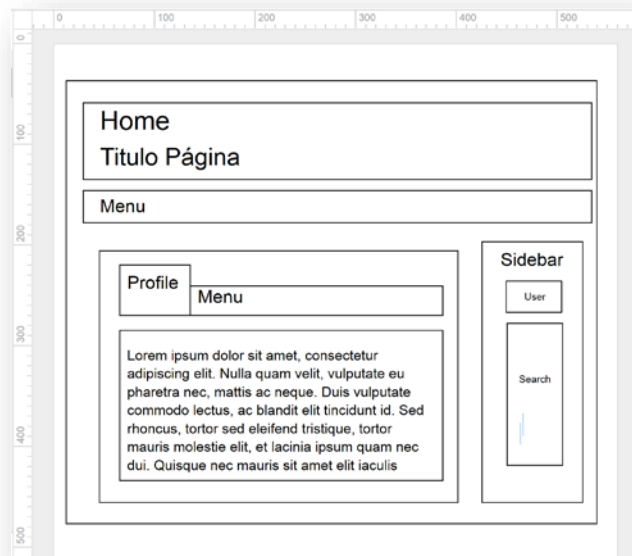 0 100 200 300 400 500
0
100
200
300
400
500
Home
Titulo Página
Menu
Profile
Menu
Lorem ipsum dolor sit amet, consectetur
adipiscing elit. Nulla quam velit, vulputate eu
pharetra nec, mattis ac neque. Duis vulputate
commodo lectus, ac blandit elit tincidunt id. Sed
rhoncus, tortor sed eleifend tristique, tortor
mauris molestie elit, et lacinia ipsum quam nec
dui. Quisque nec mauris sit amet elit iaculis
Sidebar
User
Search